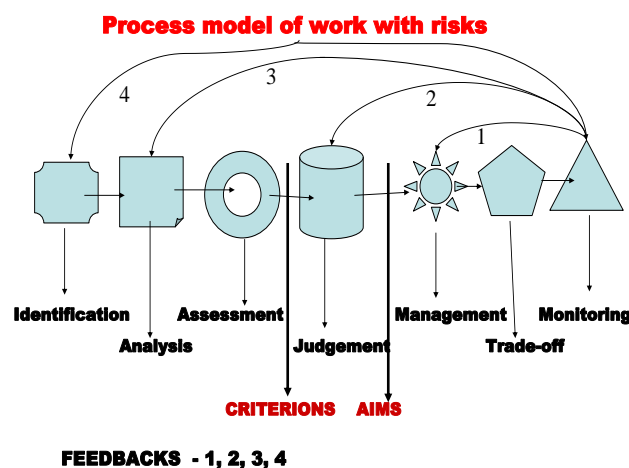 Process model of work with risks
4
3
2
1
Identification
Assessment
Management
Monitoring
Analysis
Judgement
Trade-off
CRITERIONS AIMS
FEEDBACKS - 1, 2, 3, 4